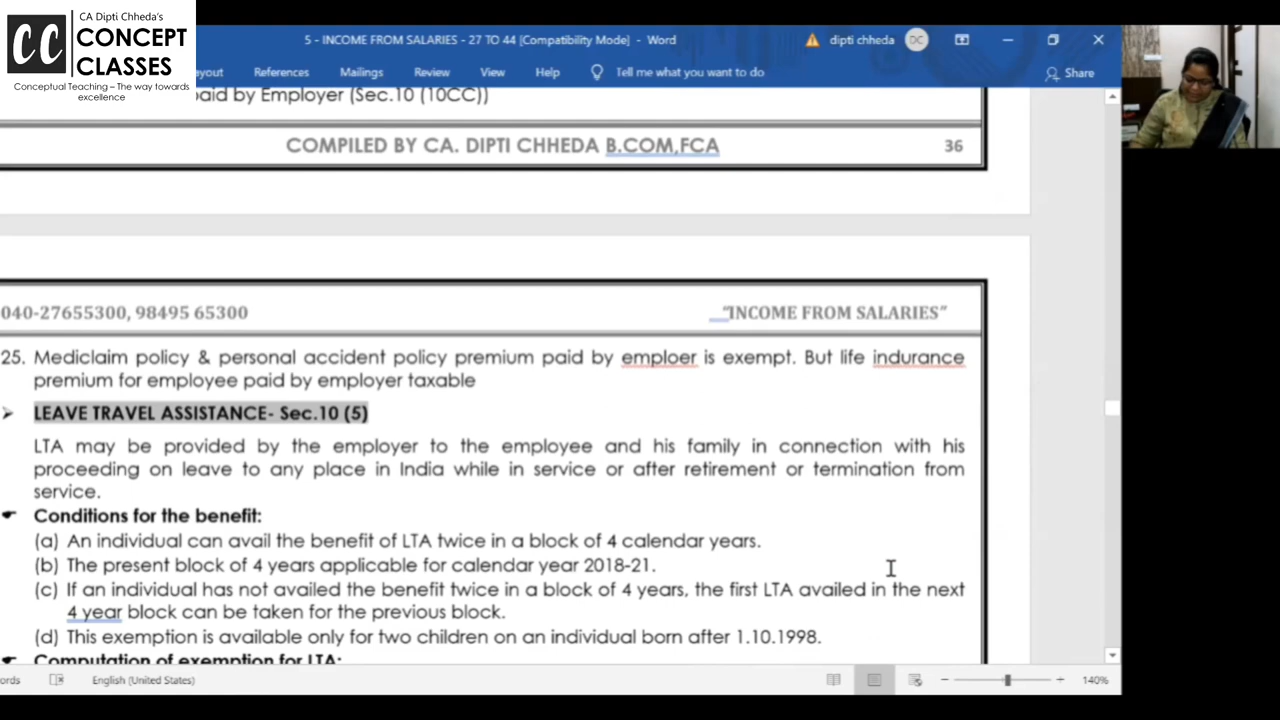 CA Dipti Chheda's
CC CONCEPT
CLASSES
Conceptual Teaching – The way towards
excellence
5 - INCOME FROM SALARIES - 27 TO 44 [Compatibility Mode] - Word
dipti chheda
DC
yout References Mailings Review View Help Tell me what you want to do
Share
aid by Employer (Sec.10 (10CC))
COMPILED BY CA. DIPTI CHHEDA B.COM,FCA 36
040-27655300, 98495 65300 "INCOME FROM SALARIES"
25. Mediclaim policy & personal accident policy premium paid by emploer is exempt. But life indurance
premium for employee paid by employer taxable
➢ LEAVE TRAVEL ASSISTANCE- Sec.10 (5)
LTA may be provided by the employer to the employee and his family in connection with his
proceeding on leave to any place in India while in service or after retirement or termination from
service.
Conditions for the benefit:
(a) An individual can avail the benefit of LTA twice in a block of 4 calendar years.
(b) The present block of 4 years applicable for calendar year 2018-21.
(c) If an individual has not availed the benefit twice in a block of 4 years, the first LTA availed in the next
4 year block can be taken for the previous block.
(d) This exemption is available only for two children on an individual born after 1.10.1998.
Computation of exemption for LTA:
ords English (United States) 140%